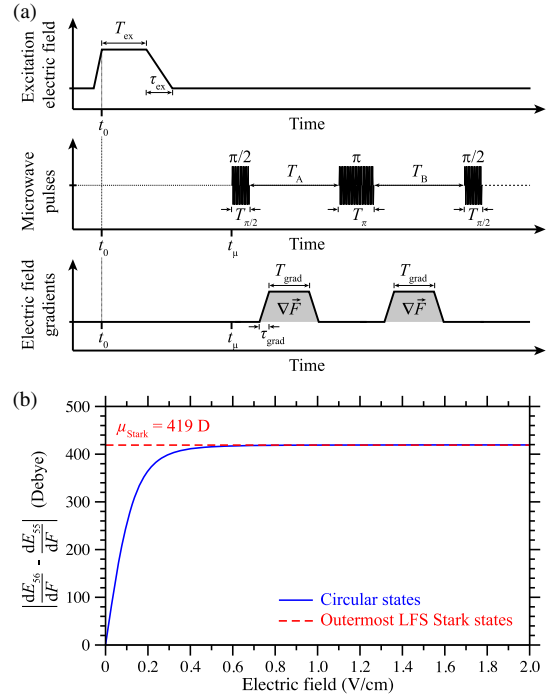 (a)
Excitation
electric field
T_ex
τ_ex
t_0
Time
Microwave
pulses
π/2
π
π/2
T_A
T_B
T_π/2
T_π
T_π/2
t_0
t_μ
Time
Electric field
gradients
T_grad
T_grad
∇F⃗
∇F⃗
τ_grad
t_0
t_μ
Time
(b)
500
400
300
200
100
0
μ_Stark = 419 D
|dE_56/dF - dE_55/dF| (Debye)
Circular states
Outermost LFS Stark states
0 0.2 0.4 0.6 0.8 1.0 1.2 1.4 1.6 1.8 2.0
Electric field (V/cm)